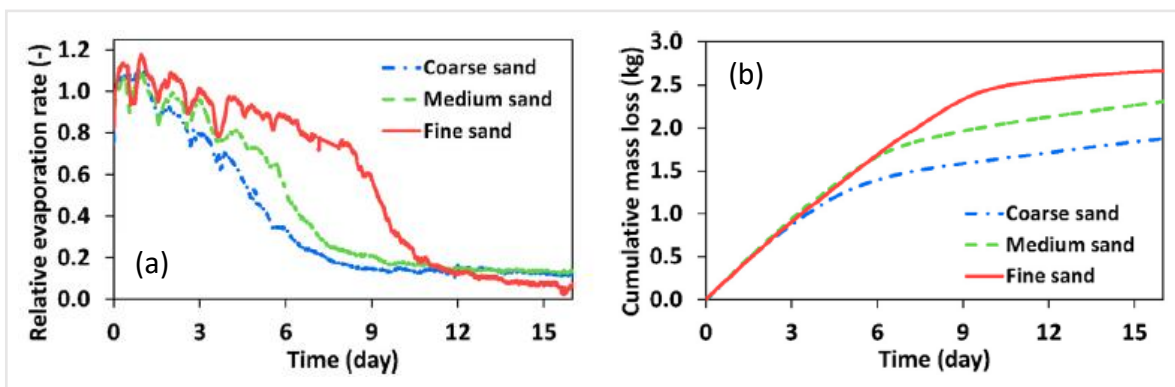 Relative evaporation rate (-)
1.2
1.0
0.8
0.6
0.4
0.2
0.0
Coarse sand
Medium sand
Fine sand
(a)
0 3 6 9 12 15
Time (day)
Cumulative mass loss (kg)
3.0
2.5
2.0
1.5
1.0
0.5
0.0
(b)
Coarse sand
Medium sand
Fine sand
0 3 6 9 12 15
Time (day)